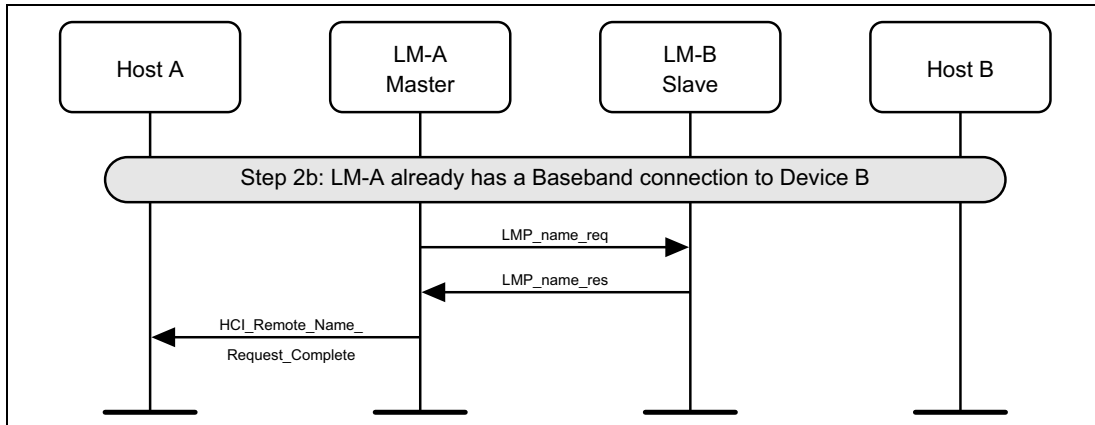 Host A
LM-A
Master
LM-B
Slave
Host B
Step 2b: LM-A already has a Baseband connection to Device B
LMP_name_req
LMP_name_res
HCI_Remote_Name_
Request_Complete